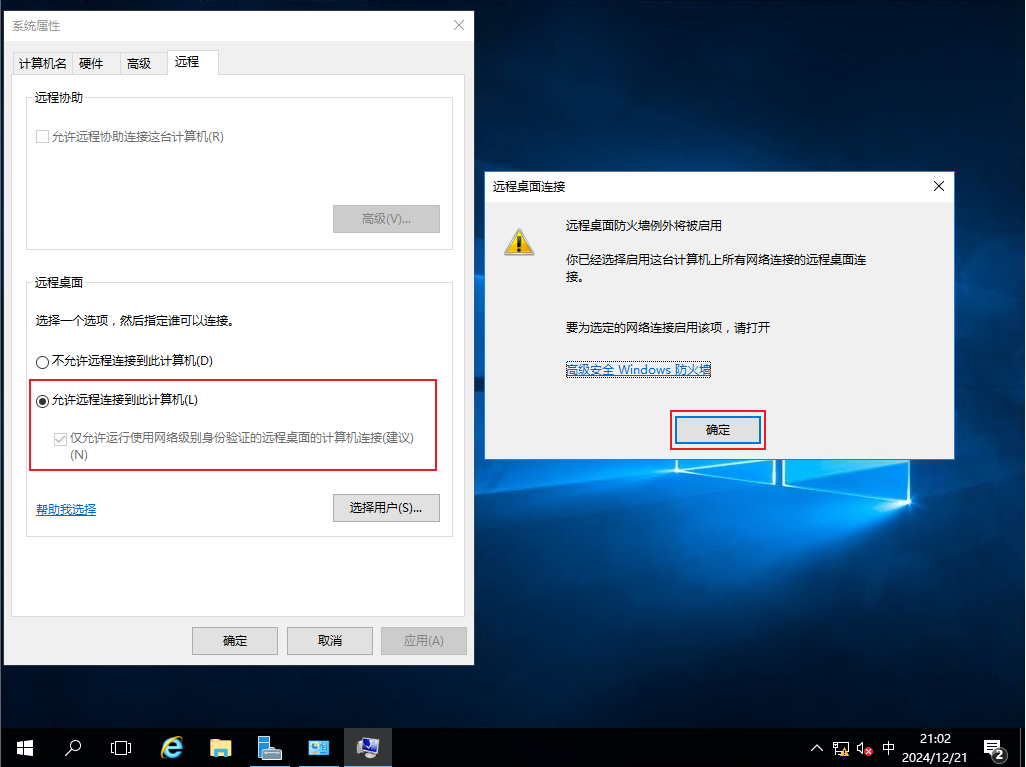 系统属性
计算机名
硬件
高级
远程
远程协助
允许远程协助连接这台计算机(R)
高级(V)...
远程桌面
选择一个选项，然后指定谁可以连接。
不允许远程连接到此计算机(D)
允许远程连接到此计算机(L)
仅允许运行使用网络级别身份验证的远程桌面的计算机连接(建议)
(N)
帮助我选择
选择用户(S)...
确定
取消
应用(A)
远程桌面连接
远程桌面防火墙例外将被启用
你已经选择启用这台计算机上所有网络连接的远程桌面连
接。
要为选定的网络连接启用该项，请打开
高级安全 Windows 防火墙
确定
中
21:02
2024/12/21
2